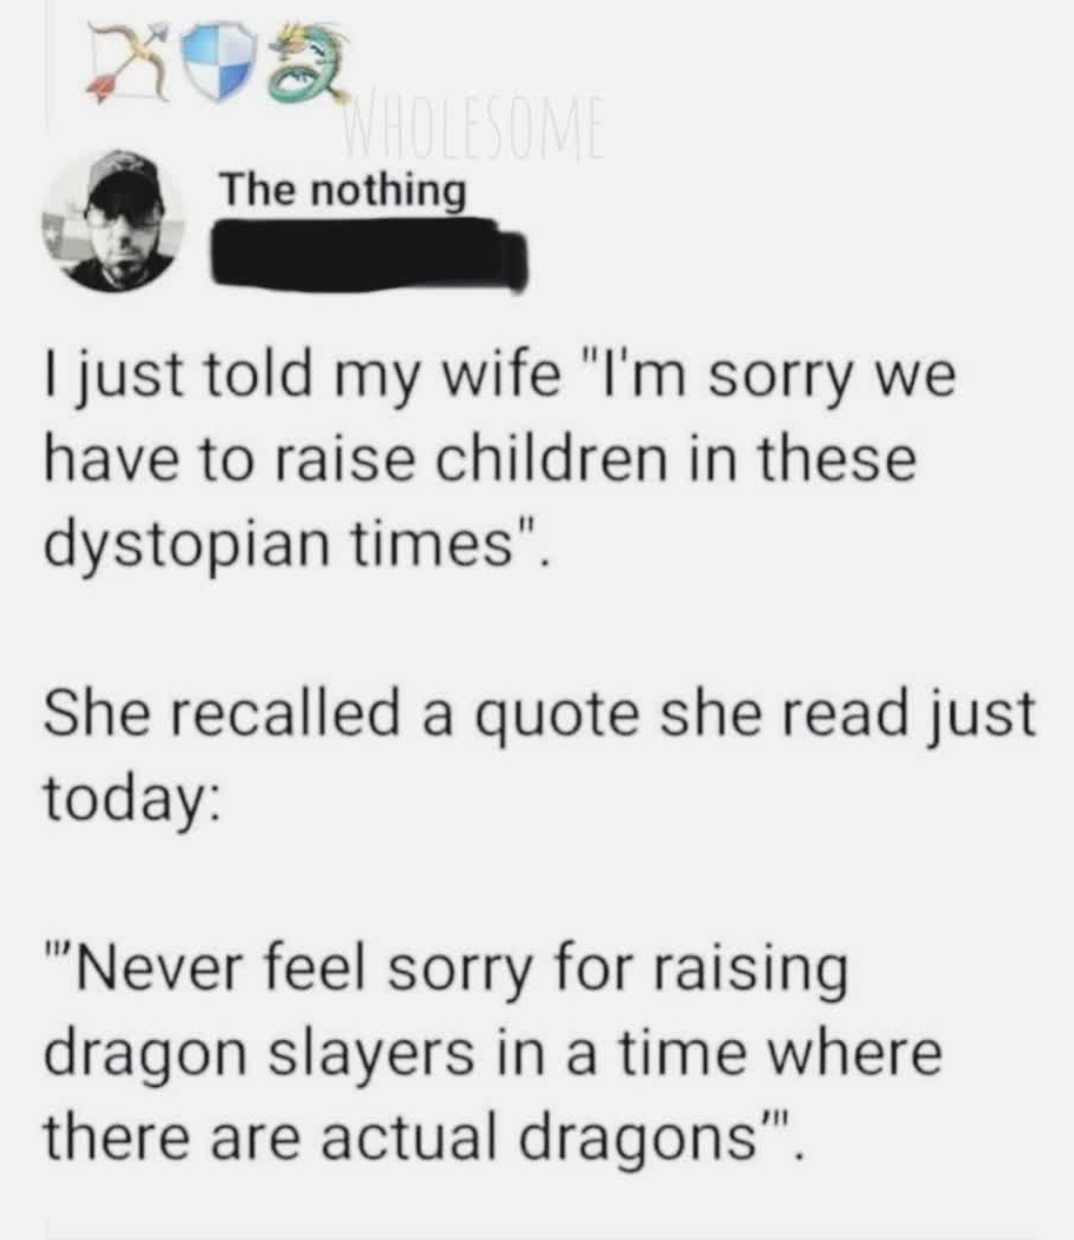 WHOLESOME
The nothing
I just told my wife "I'm sorry we
have to raise children in these
dystopian times".
She recalled a quote she read just
today:
"'Never feel sorry for raising
dragon slayers in a time where
there are actual dragons'".